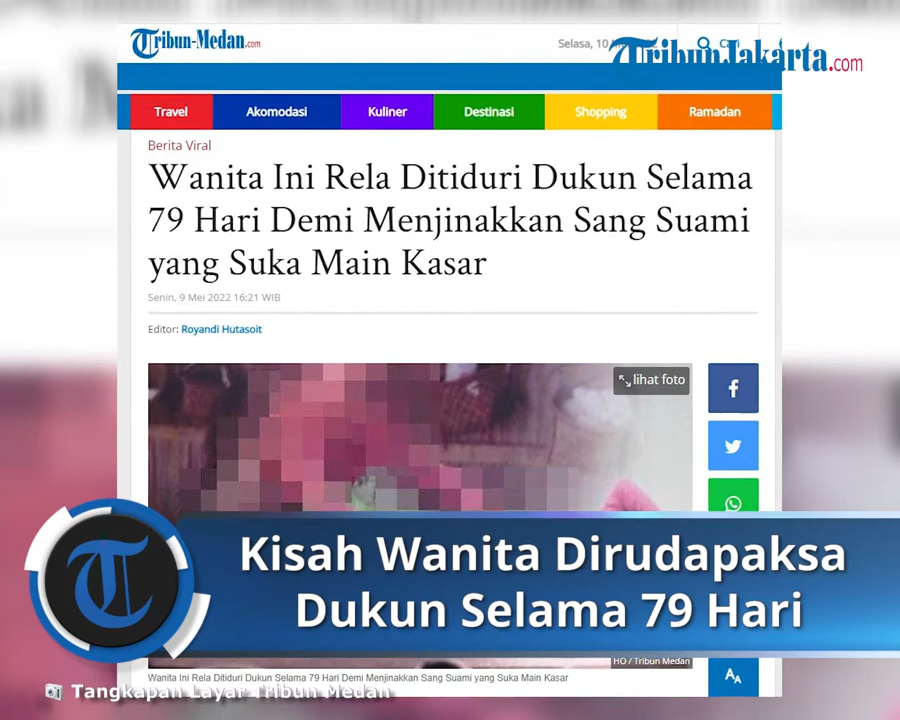 Tribun-Medan.com
Selasa, 10
Cari
TribunJakarta.com
Travel Akomodasi Kuliner Destinasi Shopping Ramadan
Berita Viral
Wanita Ini Rela Ditiduri Dukun Selama
79 Hari Demi Menjinakkan Sang Suami
yang Suka Main Kasar
Senin, 9 Mei 2022 16:21 WIB
Editor: Royandi Hutasoit
lihat foto
Kisah Wanita Dirudapaksa
Dukun Selama 79 Hari
HO / Tribun Medan
AA
Wanita Ini Rela Ditiduri Dukun Selama 79 Hari Demi Menjinakkan Sang Suami yang Suka Main Kasar
Tangkapan Layar Tribun Medan